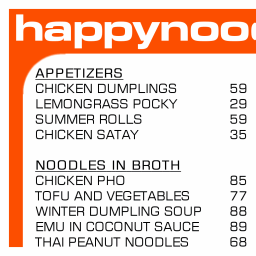 happynoo
APPETIZERS
CHICKEN DUMPLINGS 59
LEMONGRASS POCKY 29
SUMMER ROLLS 59
CHICKEN SATAY 35
NOODLES IN BROTH
CHICKEN PHO 85
TOFU AND VEGETABLES 77
WINTER DUMPLING SOUP 88
EMU IN COCONUT SAUCE 89
THAI PEANUT NOODLES 68